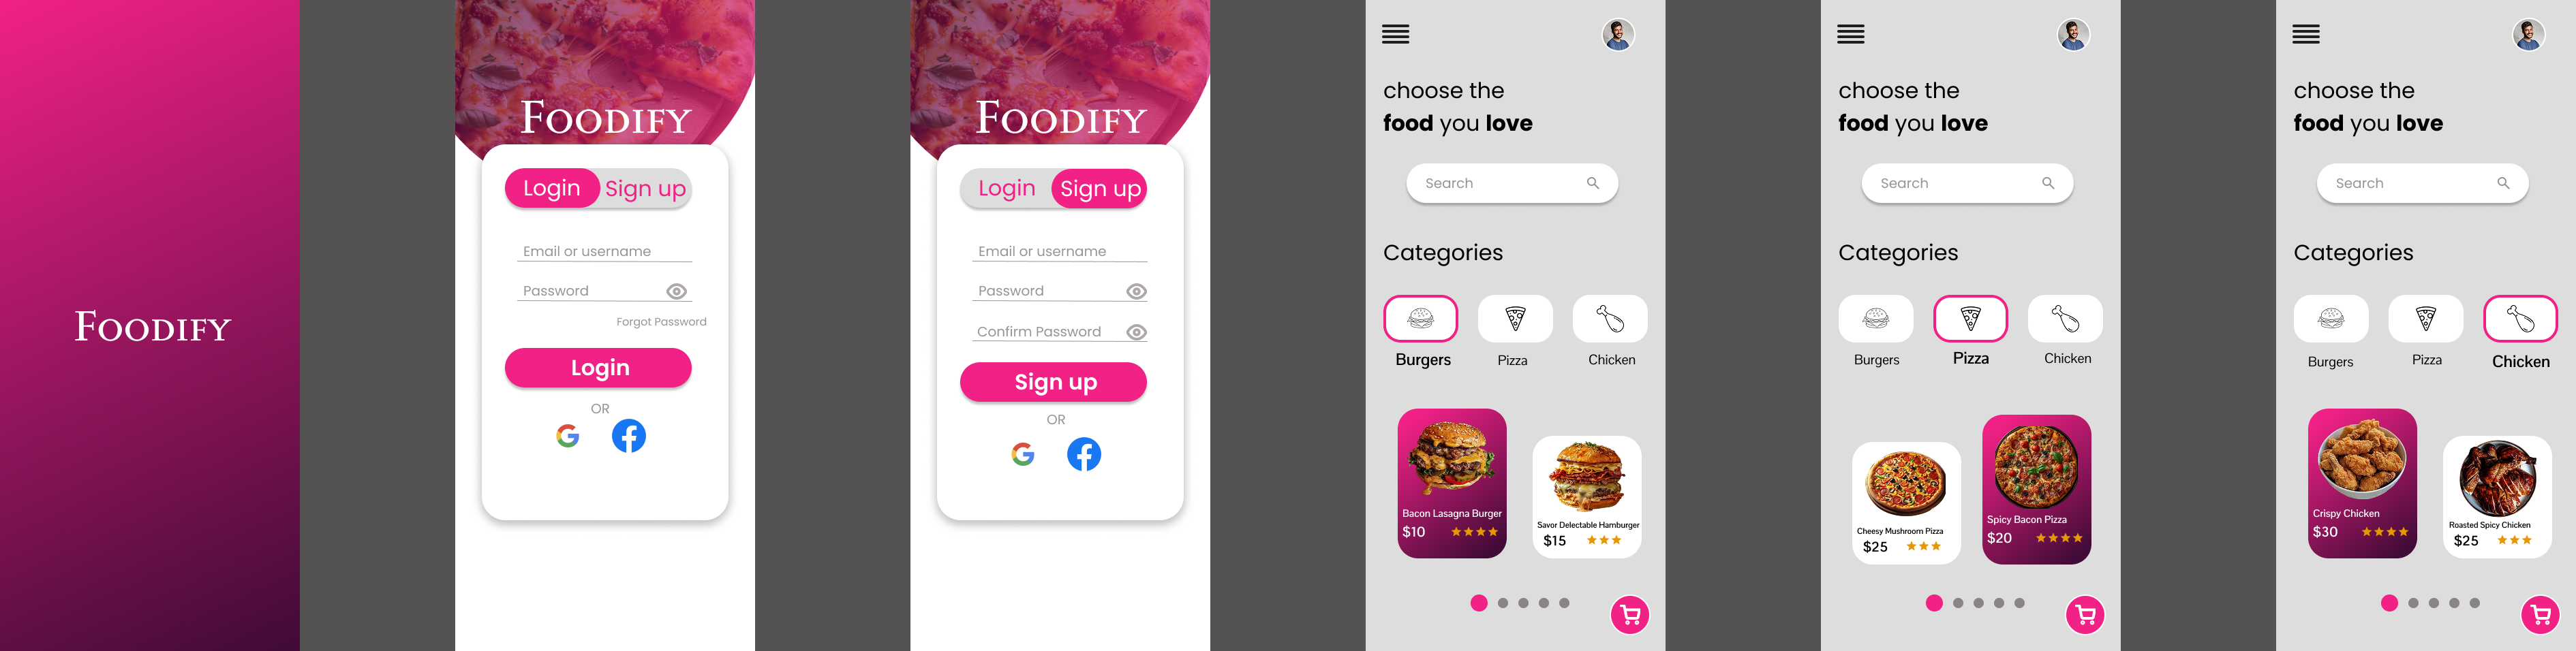 Foodify
Foodify
Login Sign up
Email or username
Password
Forgot Password
Login
OR
Foodify
Login Sign up
Email or username
Password
Confirm Password
Sign up
OR
choose the
food you love
Search
Categories
Burgers Pizza Chicken
Bacon Lasagna Burger
$10
Savor Delectable Hamburger
$15
choose the
food you love
Search
Categories
Burgers Pizza Chicken
Cheesy Mushroom Pizza
$25
Spicy Bacon Pizza
$20
choose the
food you love
Search
Categories
Burgers Pizza Chicken
Crispy Chicken
$30
Roasted Spicy Chicken
$25